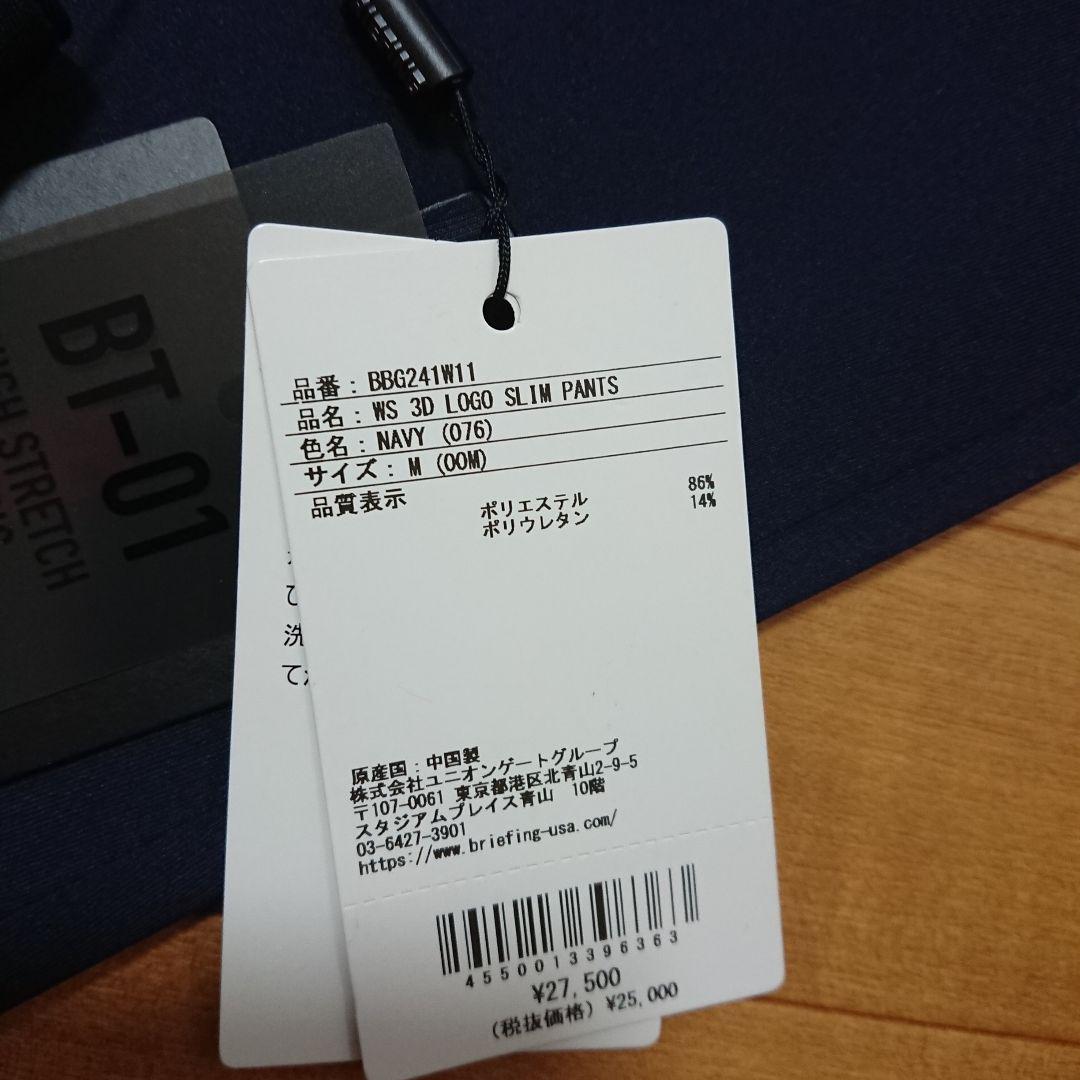 BT-01
STRETCH
洗
品番：BBG241W11
品名：WS 3D LOGO SLIM PANTS
色名：NAVY (076)
サイズ：M (00M)
品質表示
ポリエステル 86%
ポリウレタン 14%
原産国：中国製
株式会社ユニオンゲートグループ
〒107-0061 東京都港区北青山2-9-5
スタジアムプレイス青山 10階
03-6427-3901
https://www.briefing-usa.com/
4550013396363
¥27,500
(税抜価格) ¥25,000